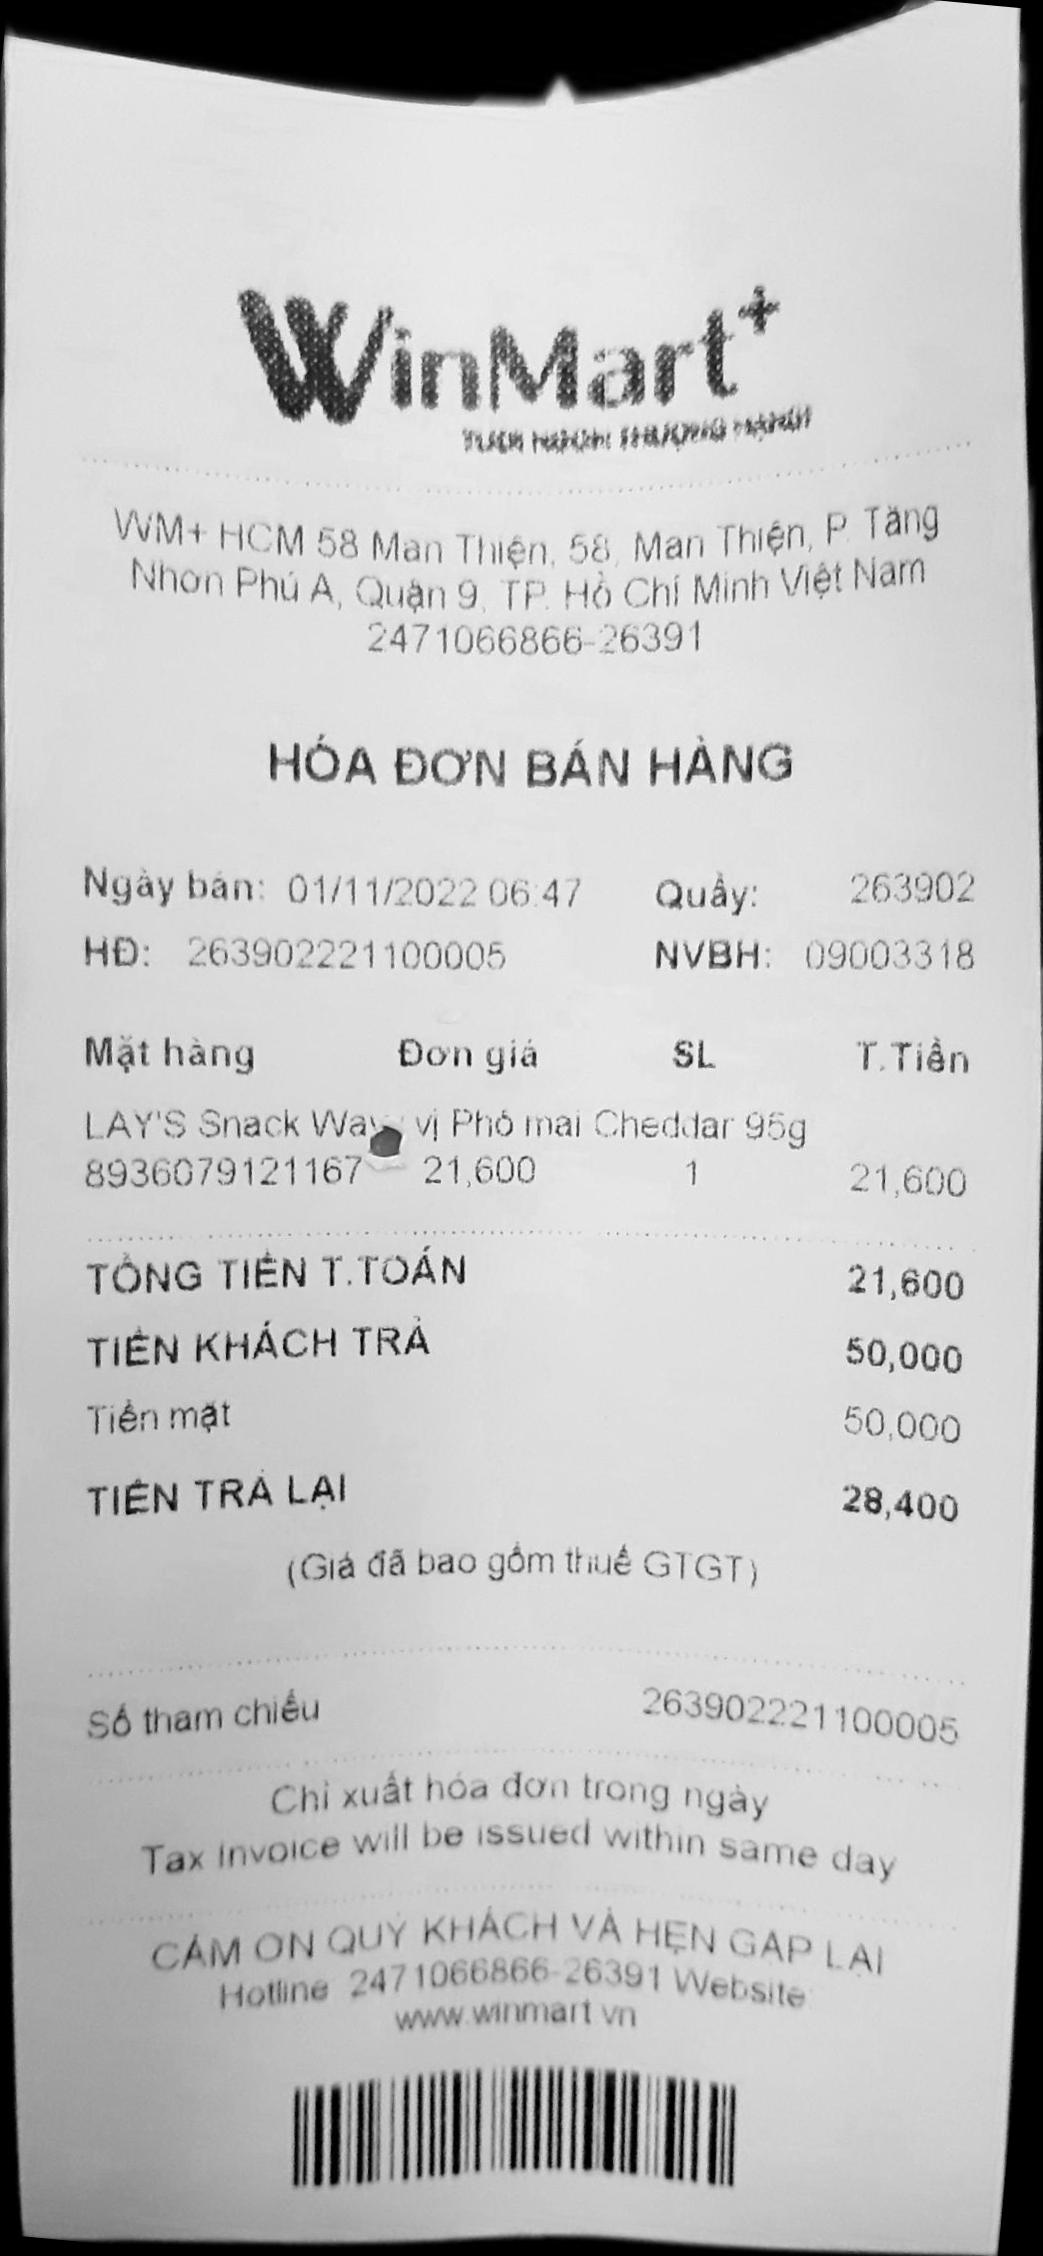 WinMart+
WM+ HCM 58 Man Thiện, 58, Man Thiện, P. Tăng
Nhơn Phú A, Quận 9, TP. Hồ Chí Minh Việt Nam
2471066866-26391
HÓA ĐƠN BÁN HÀNG
Ngày bán: 01/11/2022 06:47 Quầy: 263902
HĐ: 263902221100005 NVBH: 09003318
Mặt hàng Đơn giá SL T.Tiền
LAY'S Snack Wavy vị Phô mai Cheddar 95g
8936079121167 21,600 1 21,600
TỔNG TIỀN T.TOÁN 21,600
TIỀN KHÁCH TRẢ 50,000
Tiền mặt 50,000
TIỀN TRẢ LẠI 28,400
(Giá đã bao gồm thuế GTGT)
Số tham chiếu 263902221100005
Chỉ xuất hóa đơn trong ngày
Tax invoice will be issued within same day
CẢM ƠN QUÝ KHÁCH VÀ HẸN GẶP LẠI
Hotline 2471066866-26391 Website:
www.winmart.vn